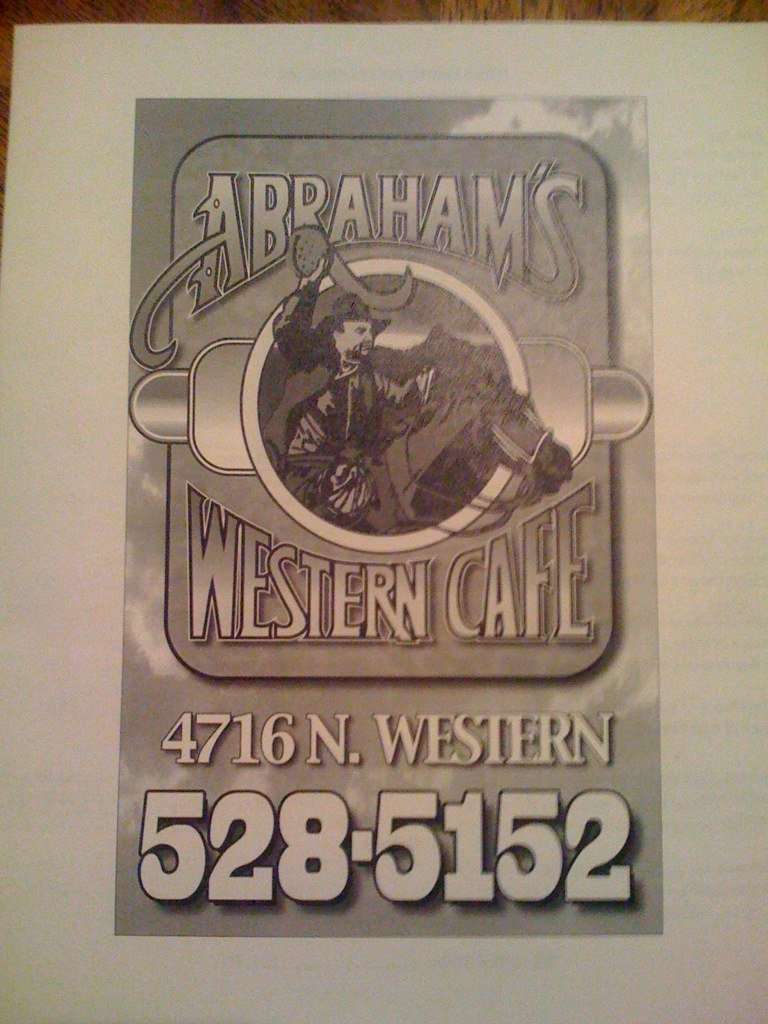 ABRAHAM'S
WESTERN CAFE
4716 N. WESTERN
528-5152